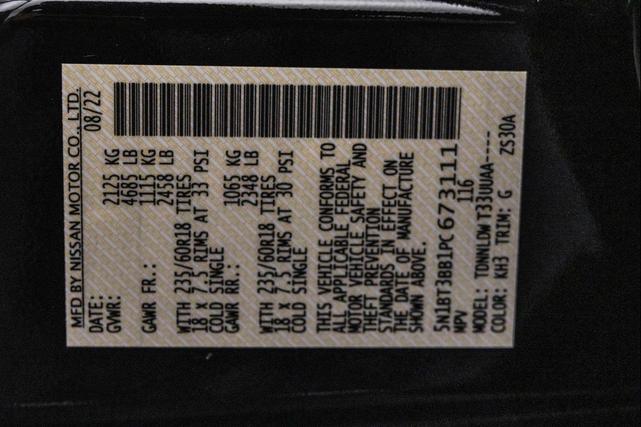 MFD BY NISSAN MOTOR CO., LTD.
DATE: 08/22
GVWR: 2125 KG
4685 LB
GAWR FR.: 1115 KG
2458 LB
WITH 235/60R18 TIRES
18 X 7.5 RIMS AT 33 PSI
COLD SINGLE
GAWR RR.: 1065 KG
2348 LB
WITH 235/60R18 TIRES
18 X 7.5 RIMS AT 30 PSI
COLD SINGLE
THIS VEHICLE CONFORMS TO
ALL APPLICABLE FEDERAL
MOTOR VEHICLE SAFETY AND
THEFT PREVENTION
STANDARDS IN EFFECT ON
THE DATE OF MANUFACTURE
SHOWN ABOVE.
5N1BT3BB1PC673111
MPV 116
MODEL: TONNLDW T33UUAA----
COLOR: KH3 TRIM: G ZS30A